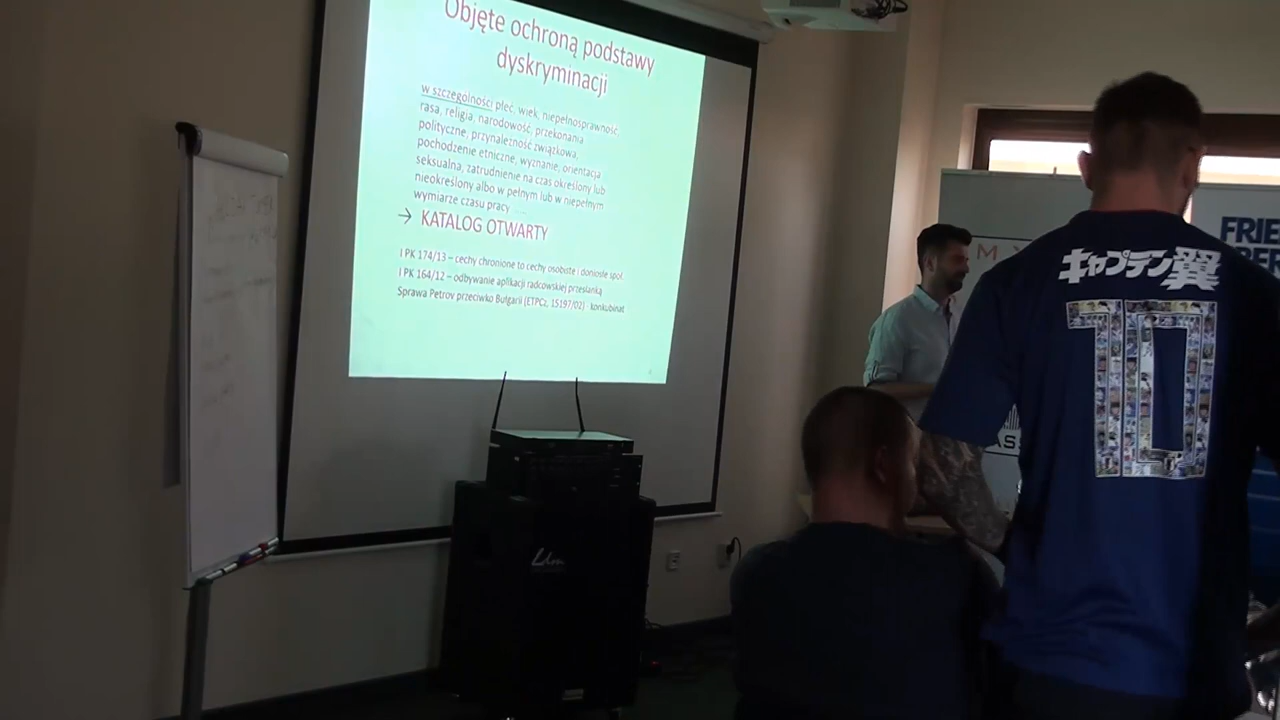 Objęte ochroną podstawy
dyskryminacji
w szczególności płeć, wiek, niepełnosprawność,
rasa, religia, narodowość, przekonania
polityczne, przynależność związkowa,
pochodzenie etniczne, wyznanie, orientacja
seksualna, zatrudnienie na czas określony lub
nieokreślony albo w pełnym lub w niepełnym
wymiarze czasu pracy
→ KATALOG OTWARTY
I PK 174/13 – cechy chronione to cechy osobiste i doniosłe społ.
I PK 164/12 – odbywanie aplikacji radcowskiej przesłanką
Sprawa Petrov przeciwko Bułgarii (ETPCz, 15197/02) konkubinat
キャプテン翼
10
FRIE